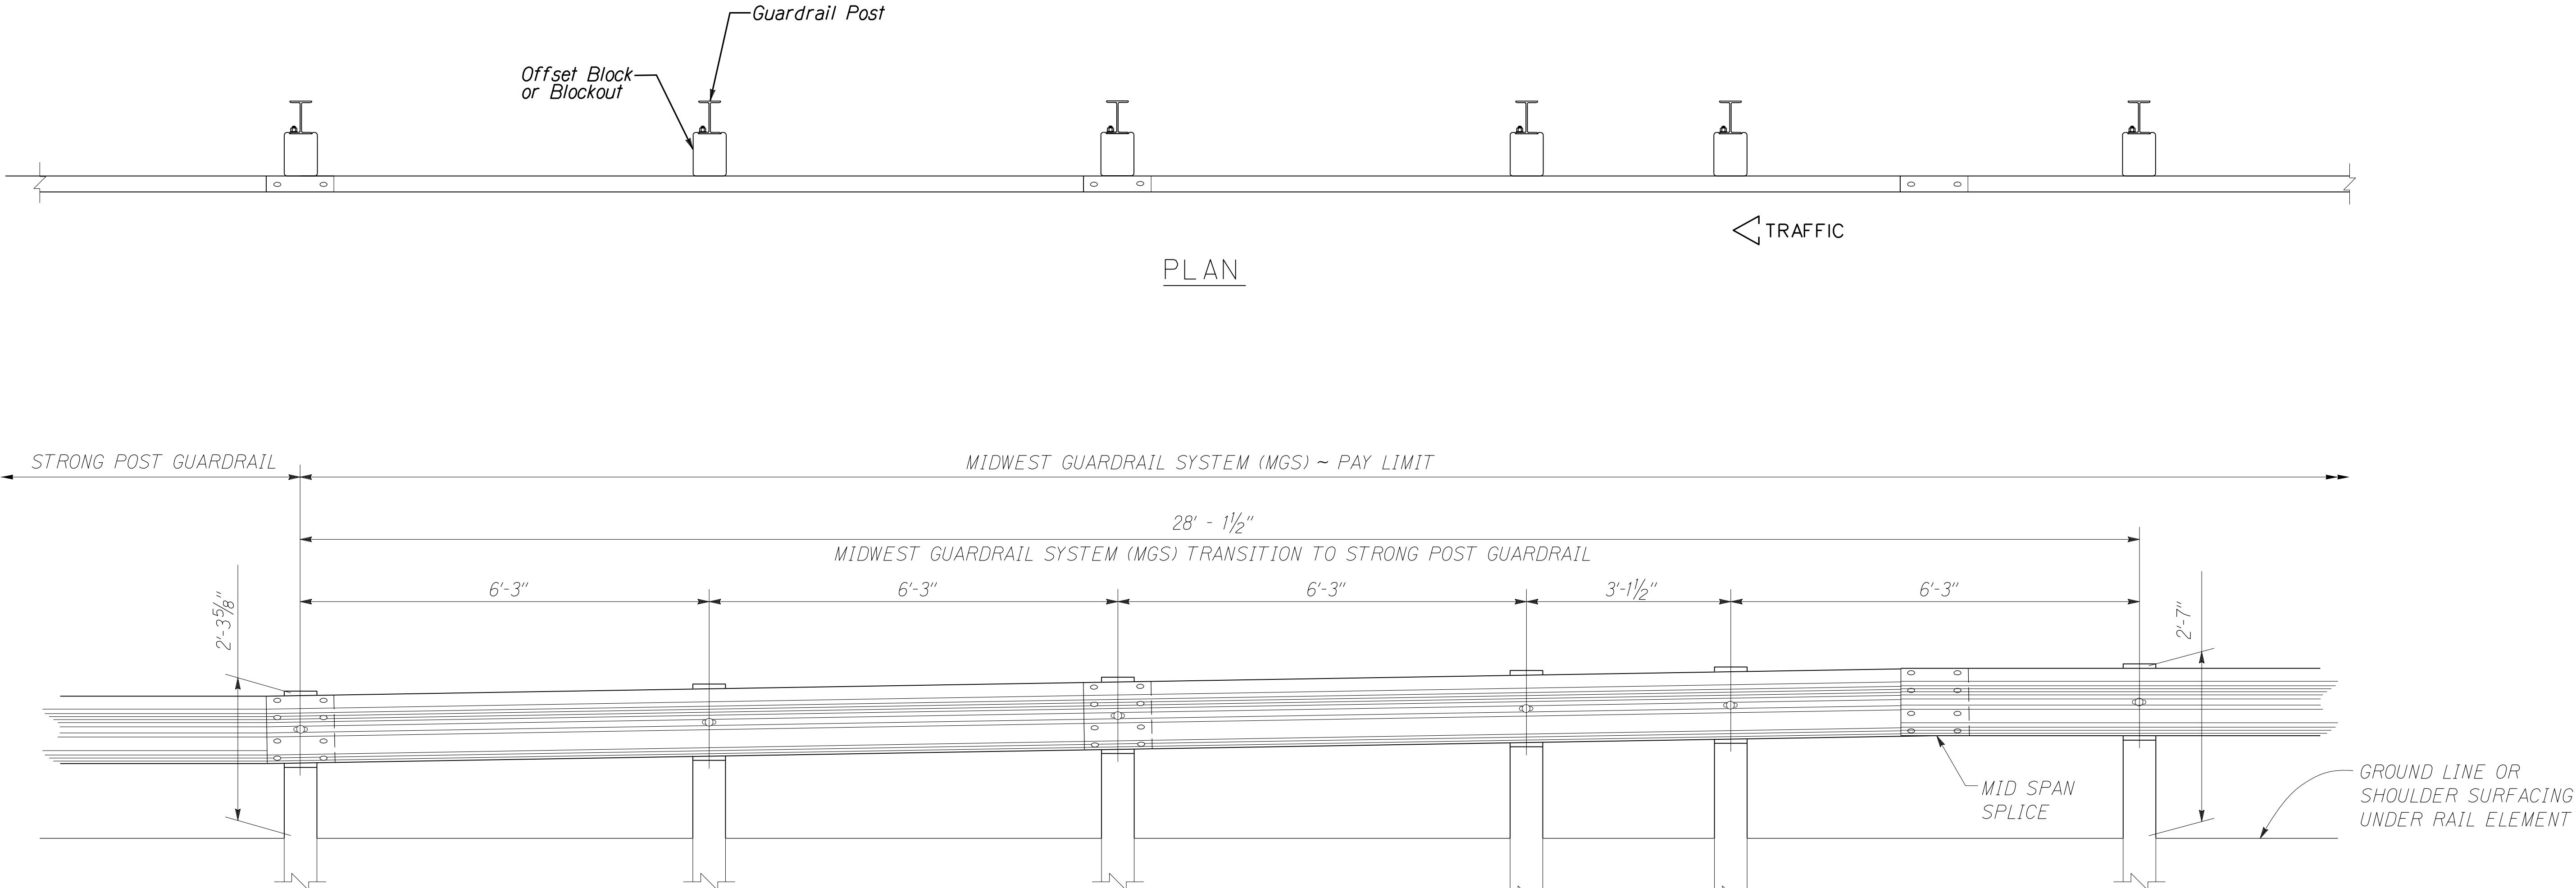 Guardrail Post
Offset Block
or Blockout
TRAFFIC
PLAN
STRONG POST GUARDRAIL
MIDWEST GUARDRAIL SYSTEM (MGS) ~ PAY LIMIT
28' - 1½"
MIDWEST GUARDRAIL SYSTEM (MGS) TRANSITION TO STRONG POST GUARDRAIL
6'-3"
6'-3"
6'-3"
3'-1½"
6'-3"
2'-3⅝"
2'-7"
MID SPAN
SPLICE
GROUND LINE OR
SHOULDER SURFACING
UNDER RAIL ELEMENT